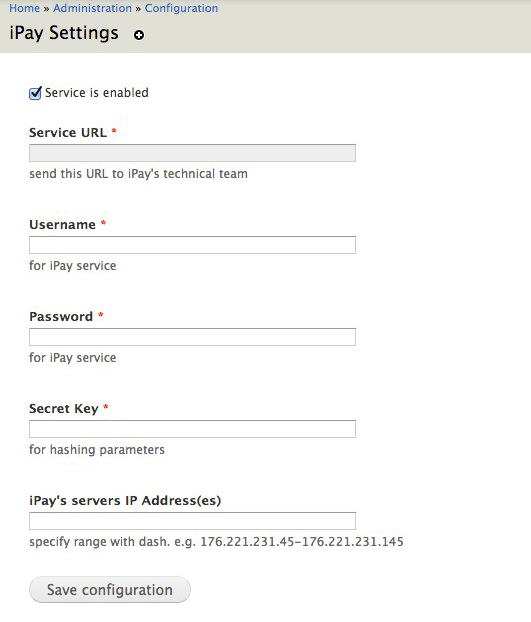 Home » Administration » Configuration
iPay Settings
Service is enabled
Service URL *
send this URL to iPay's technical team
Username *
for iPay service
Password *
for iPay service
Secret Key *
for hashing parameters
iPay's servers IP Address(es)
specify range with dash. e.g. 176.221.231.45-176.221.231.145
Save configuration